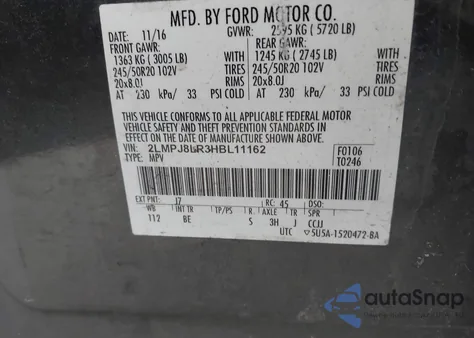 MFD. BY FORD MOTOR CO.
DATE: 11/16 GVWR: 2595 KG ( 5720 LB)
FRONT GAWR: REAR GAWR:
1363 KG ( 3005 LB) 1245 KG ( 2745 LB)
245/50R20 102V TIRES 245/50R20 102V TIRES
20x8.0J RIMS 20x8.0J RIMS
AT 230 kPa/ 33 PSI COLD AT 230 kPa/ 33 PSI COLD
THIS VEHICLE CONFORMS TO ALL APPLICABLE FEDERAL MOTOR
VEHICLE SAFETY AND THEFT PREVENTION STANDARDS IN EFFECT ON THE
DATE OF MANUFACTURE SHOWN ABOVE.
VIN: 2LMPJ8LR3HBL11162 F0106
TYPE: MPV T0246
EXT PNT: J7 RC: 45 DSO:
WB INT TR TP/PS R. AXLE TR SPR
112 BE S 3H J CCJJ
UTC 5U5A-1520472-BA
autoSnap